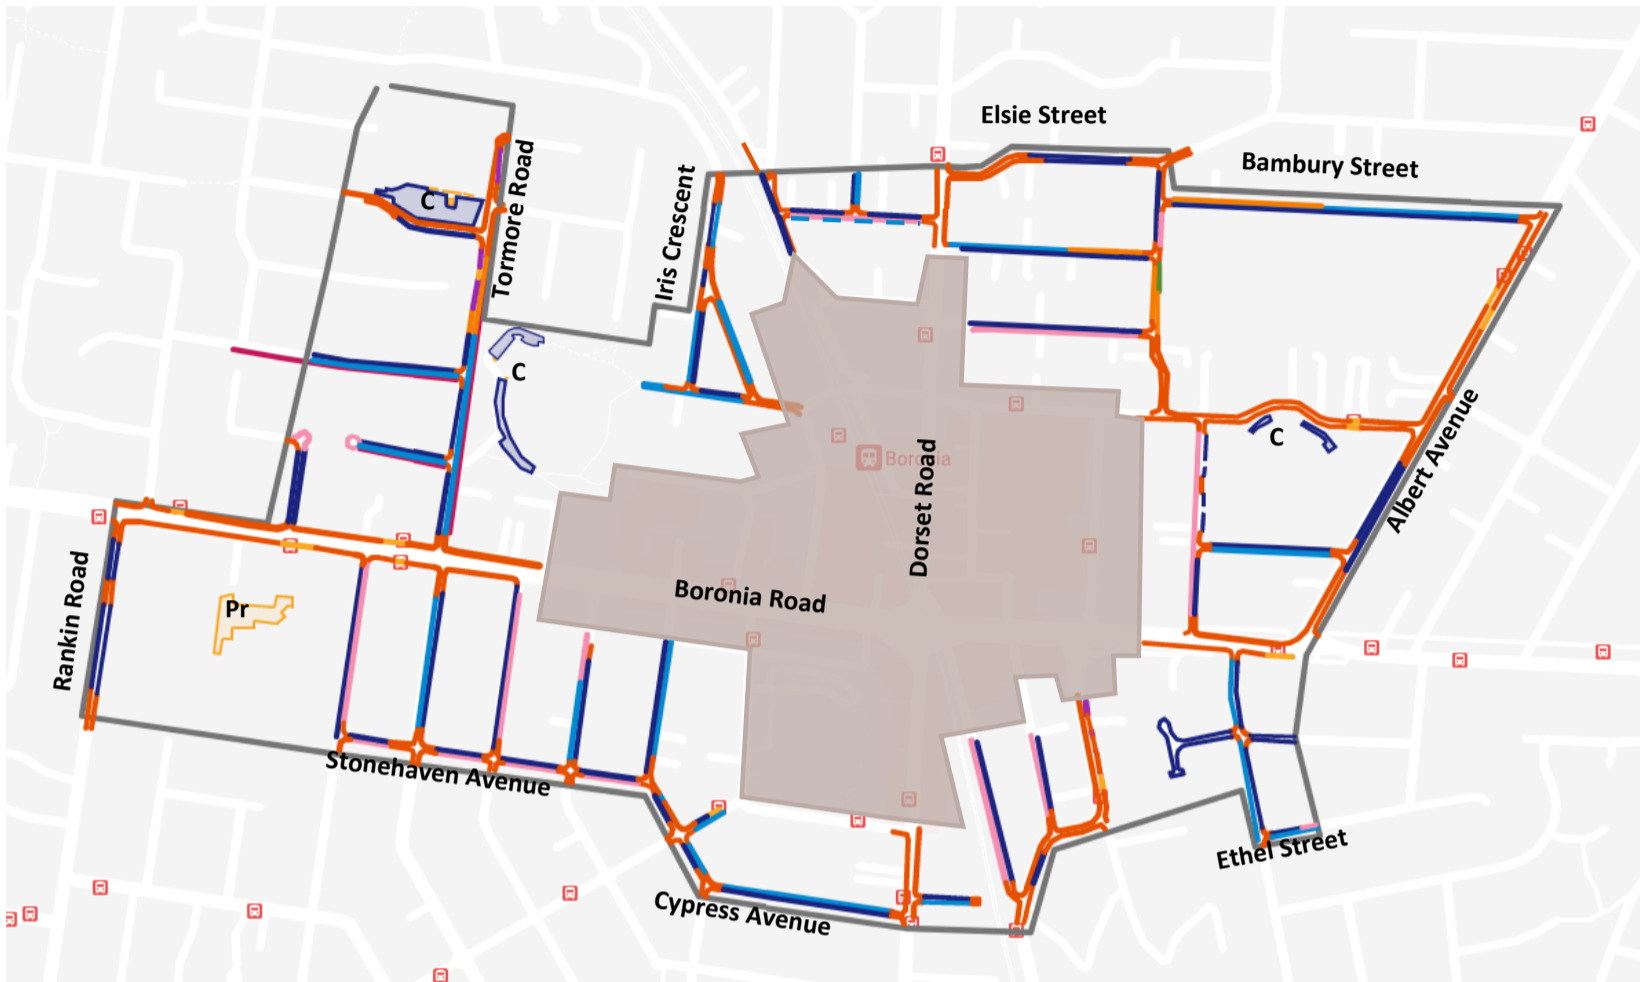 Elsie Street
Bambury Street
Tormore Road
C
Iris Crescent
C
C
Albert Avenue
Boronia
Dorset Road
Boronia Road
Rankin Road
Pr
Stonehaven Avenue
Ethel Street
Cypress Avenue